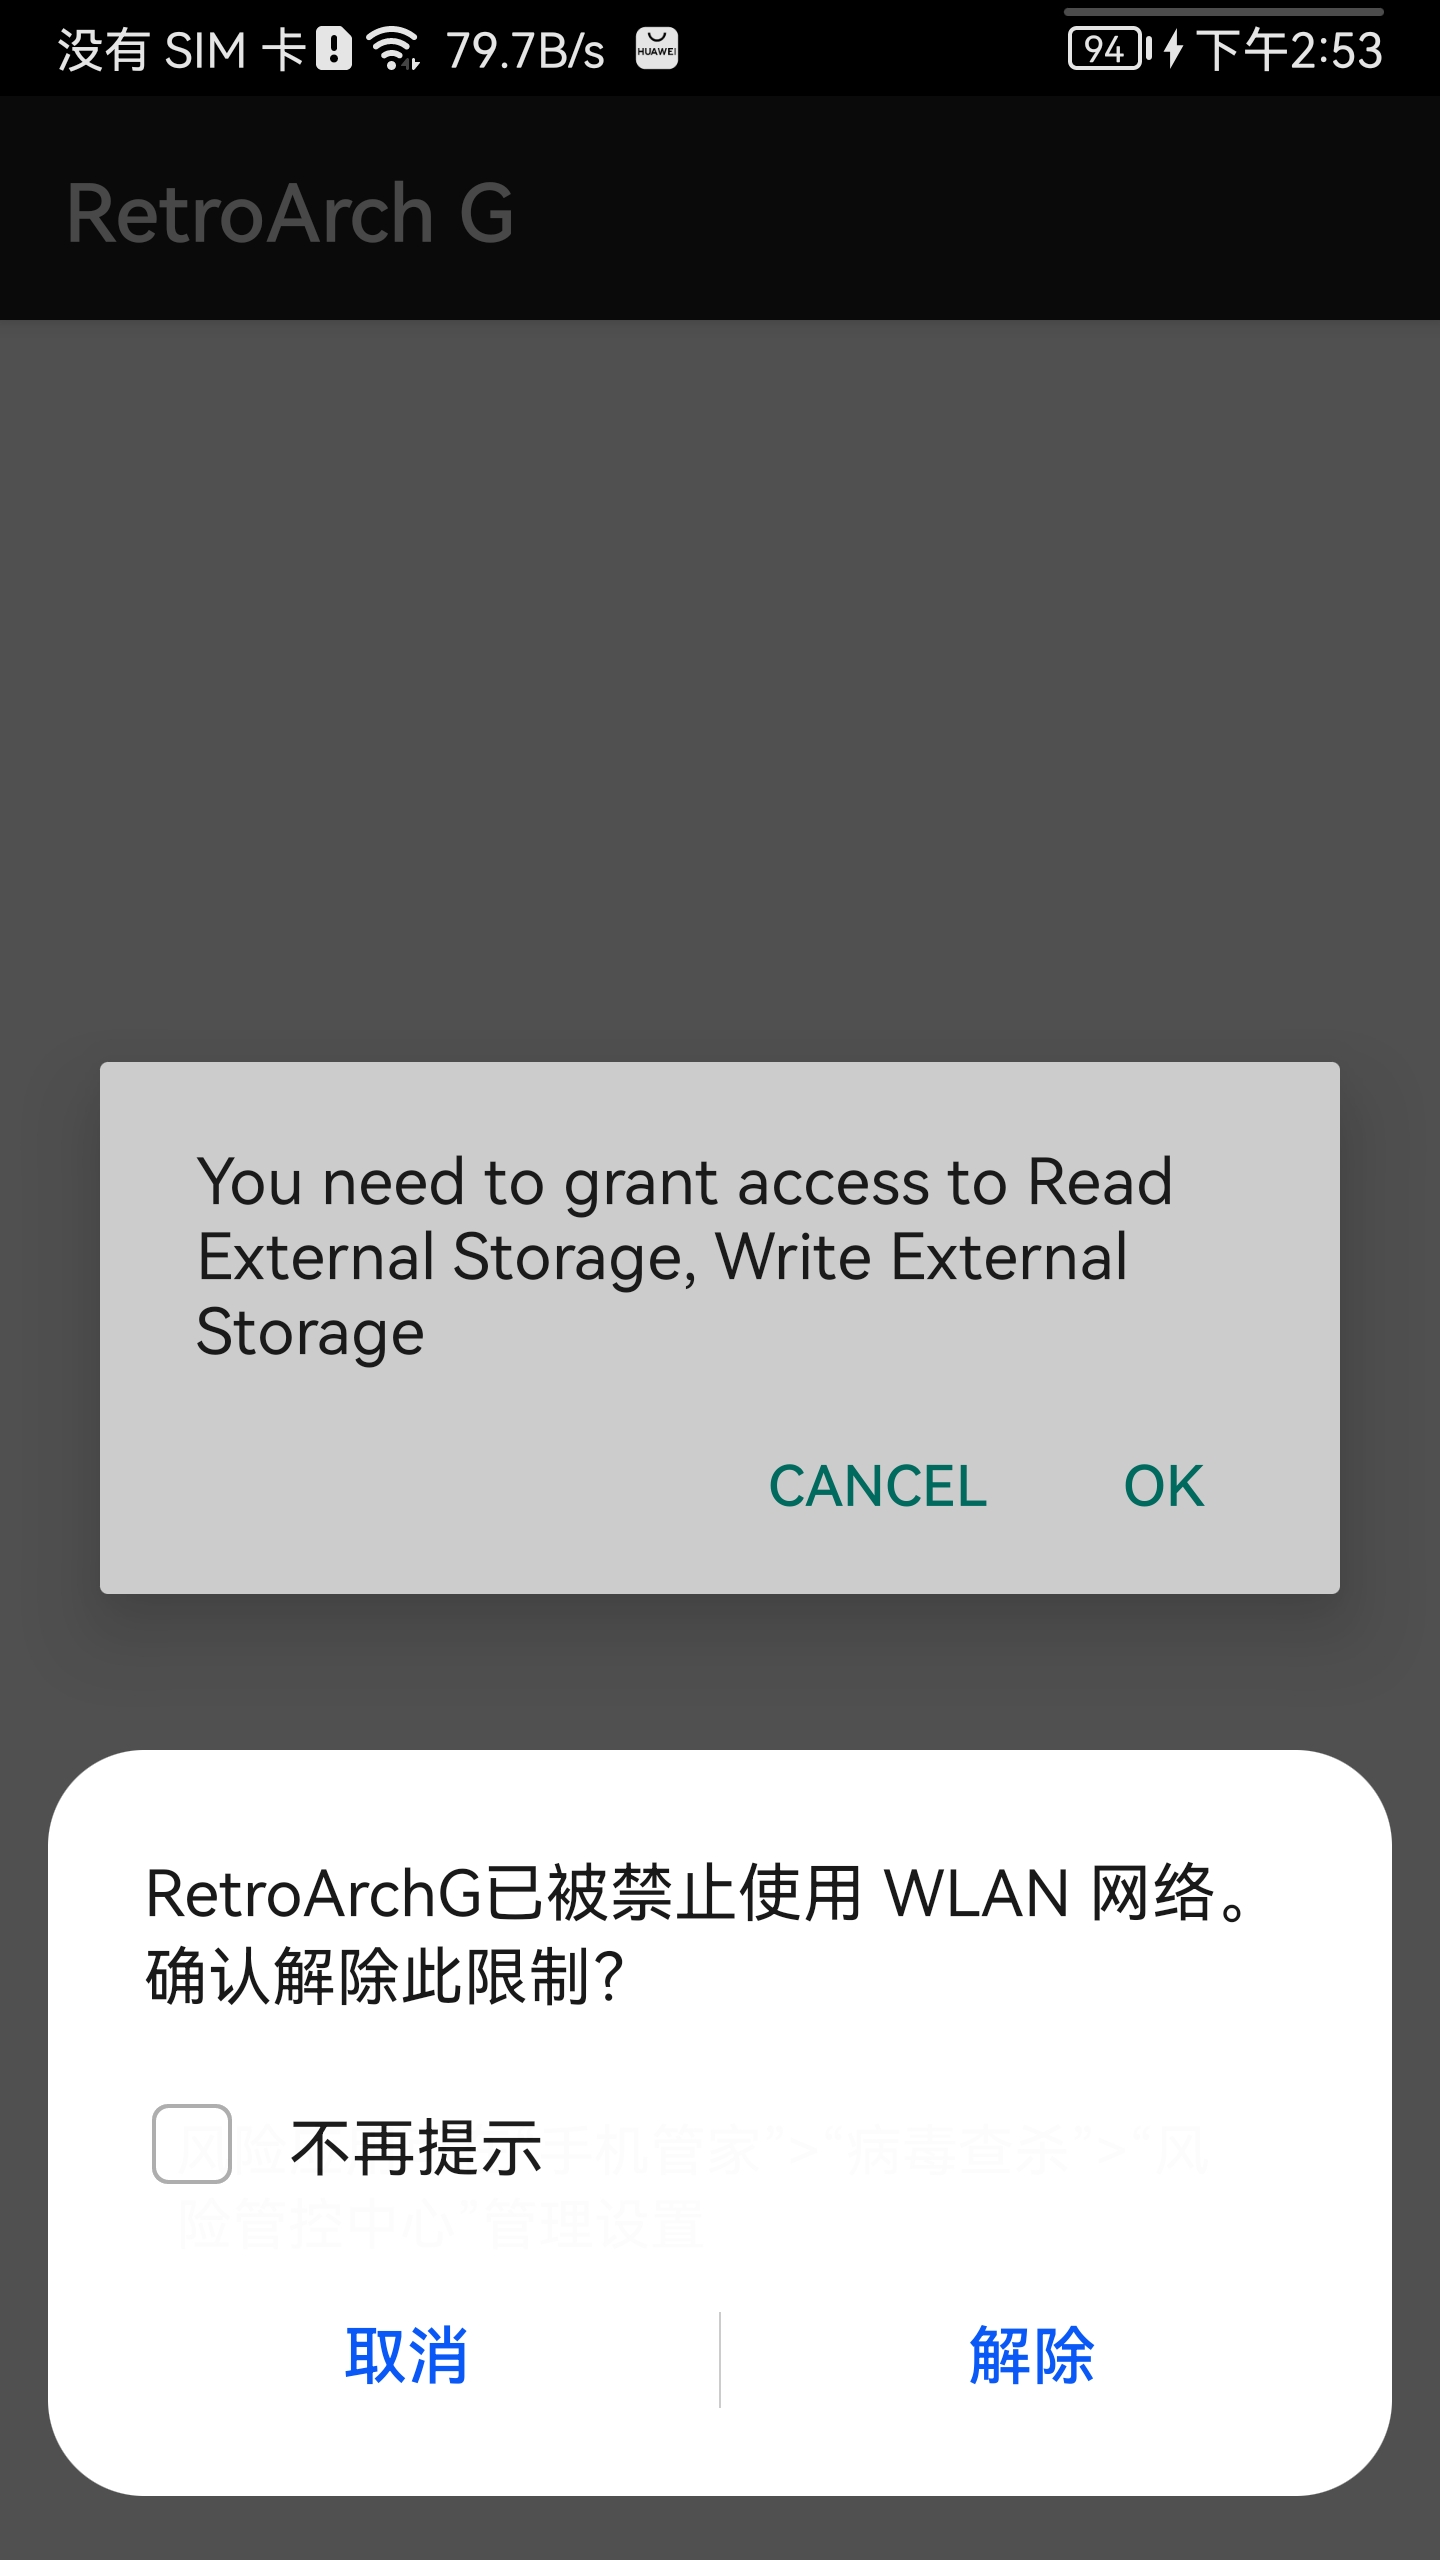 没有 SIM 卡 79.7B/s HUAWEI 94 下午2:53
RetroArch G
You need to grant access to Read
External Storage, Write External
Storage
CANCEL OK
RetroArchG已被禁止使用 WLAN 网络。
确认解除此限制？
不再提示
手机管家”>“病毒查杀”>“风
险管控中心”管理设置
取消 解除